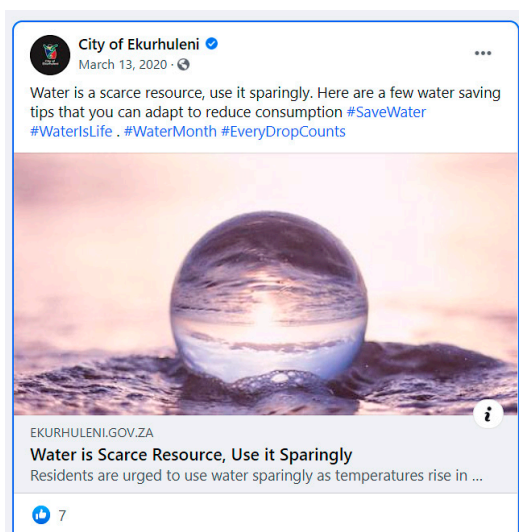 City of Ekurhuleni
March 13, 2020 ·
Water is a scarce resource, use it sparingly. Here are a few water saving
tips that you can adapt to reduce consumption #SaveWater
#WaterIsLife . #WaterMonth #EveryDropCounts
EKURHULENI.GOV.ZA
Water is Scarce Resource, Use it Sparingly
Residents are urged to use water sparingly as temperatures rise in ...
7